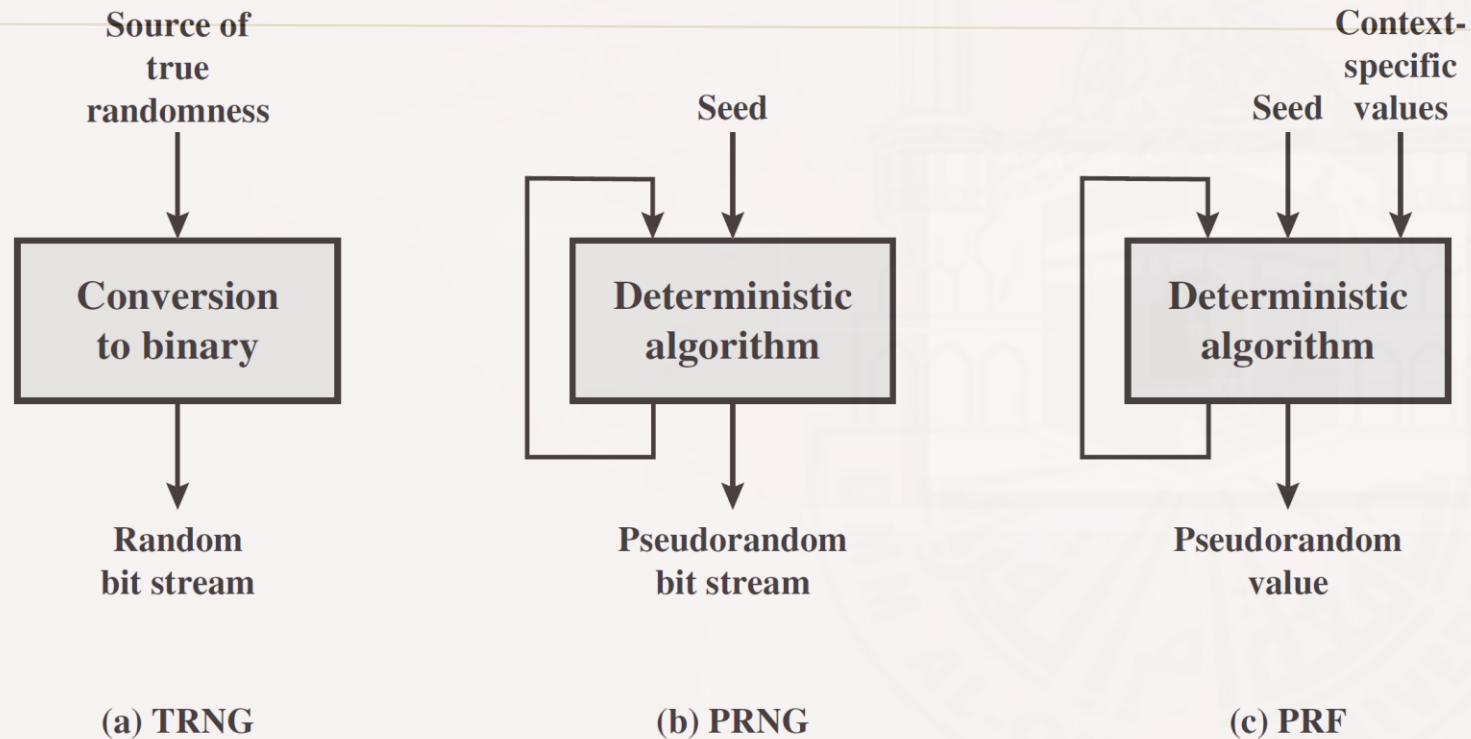 Source of
true
randomness
Conversion
to binary
Random
bit stream
(a) TRNG
Seed
Deterministic
algorithm
Pseudorandom
bit stream
(b) PRNG
Seed
Context-
specific
values
Deterministic
algorithm
Pseudorandom
value
(c) PRF